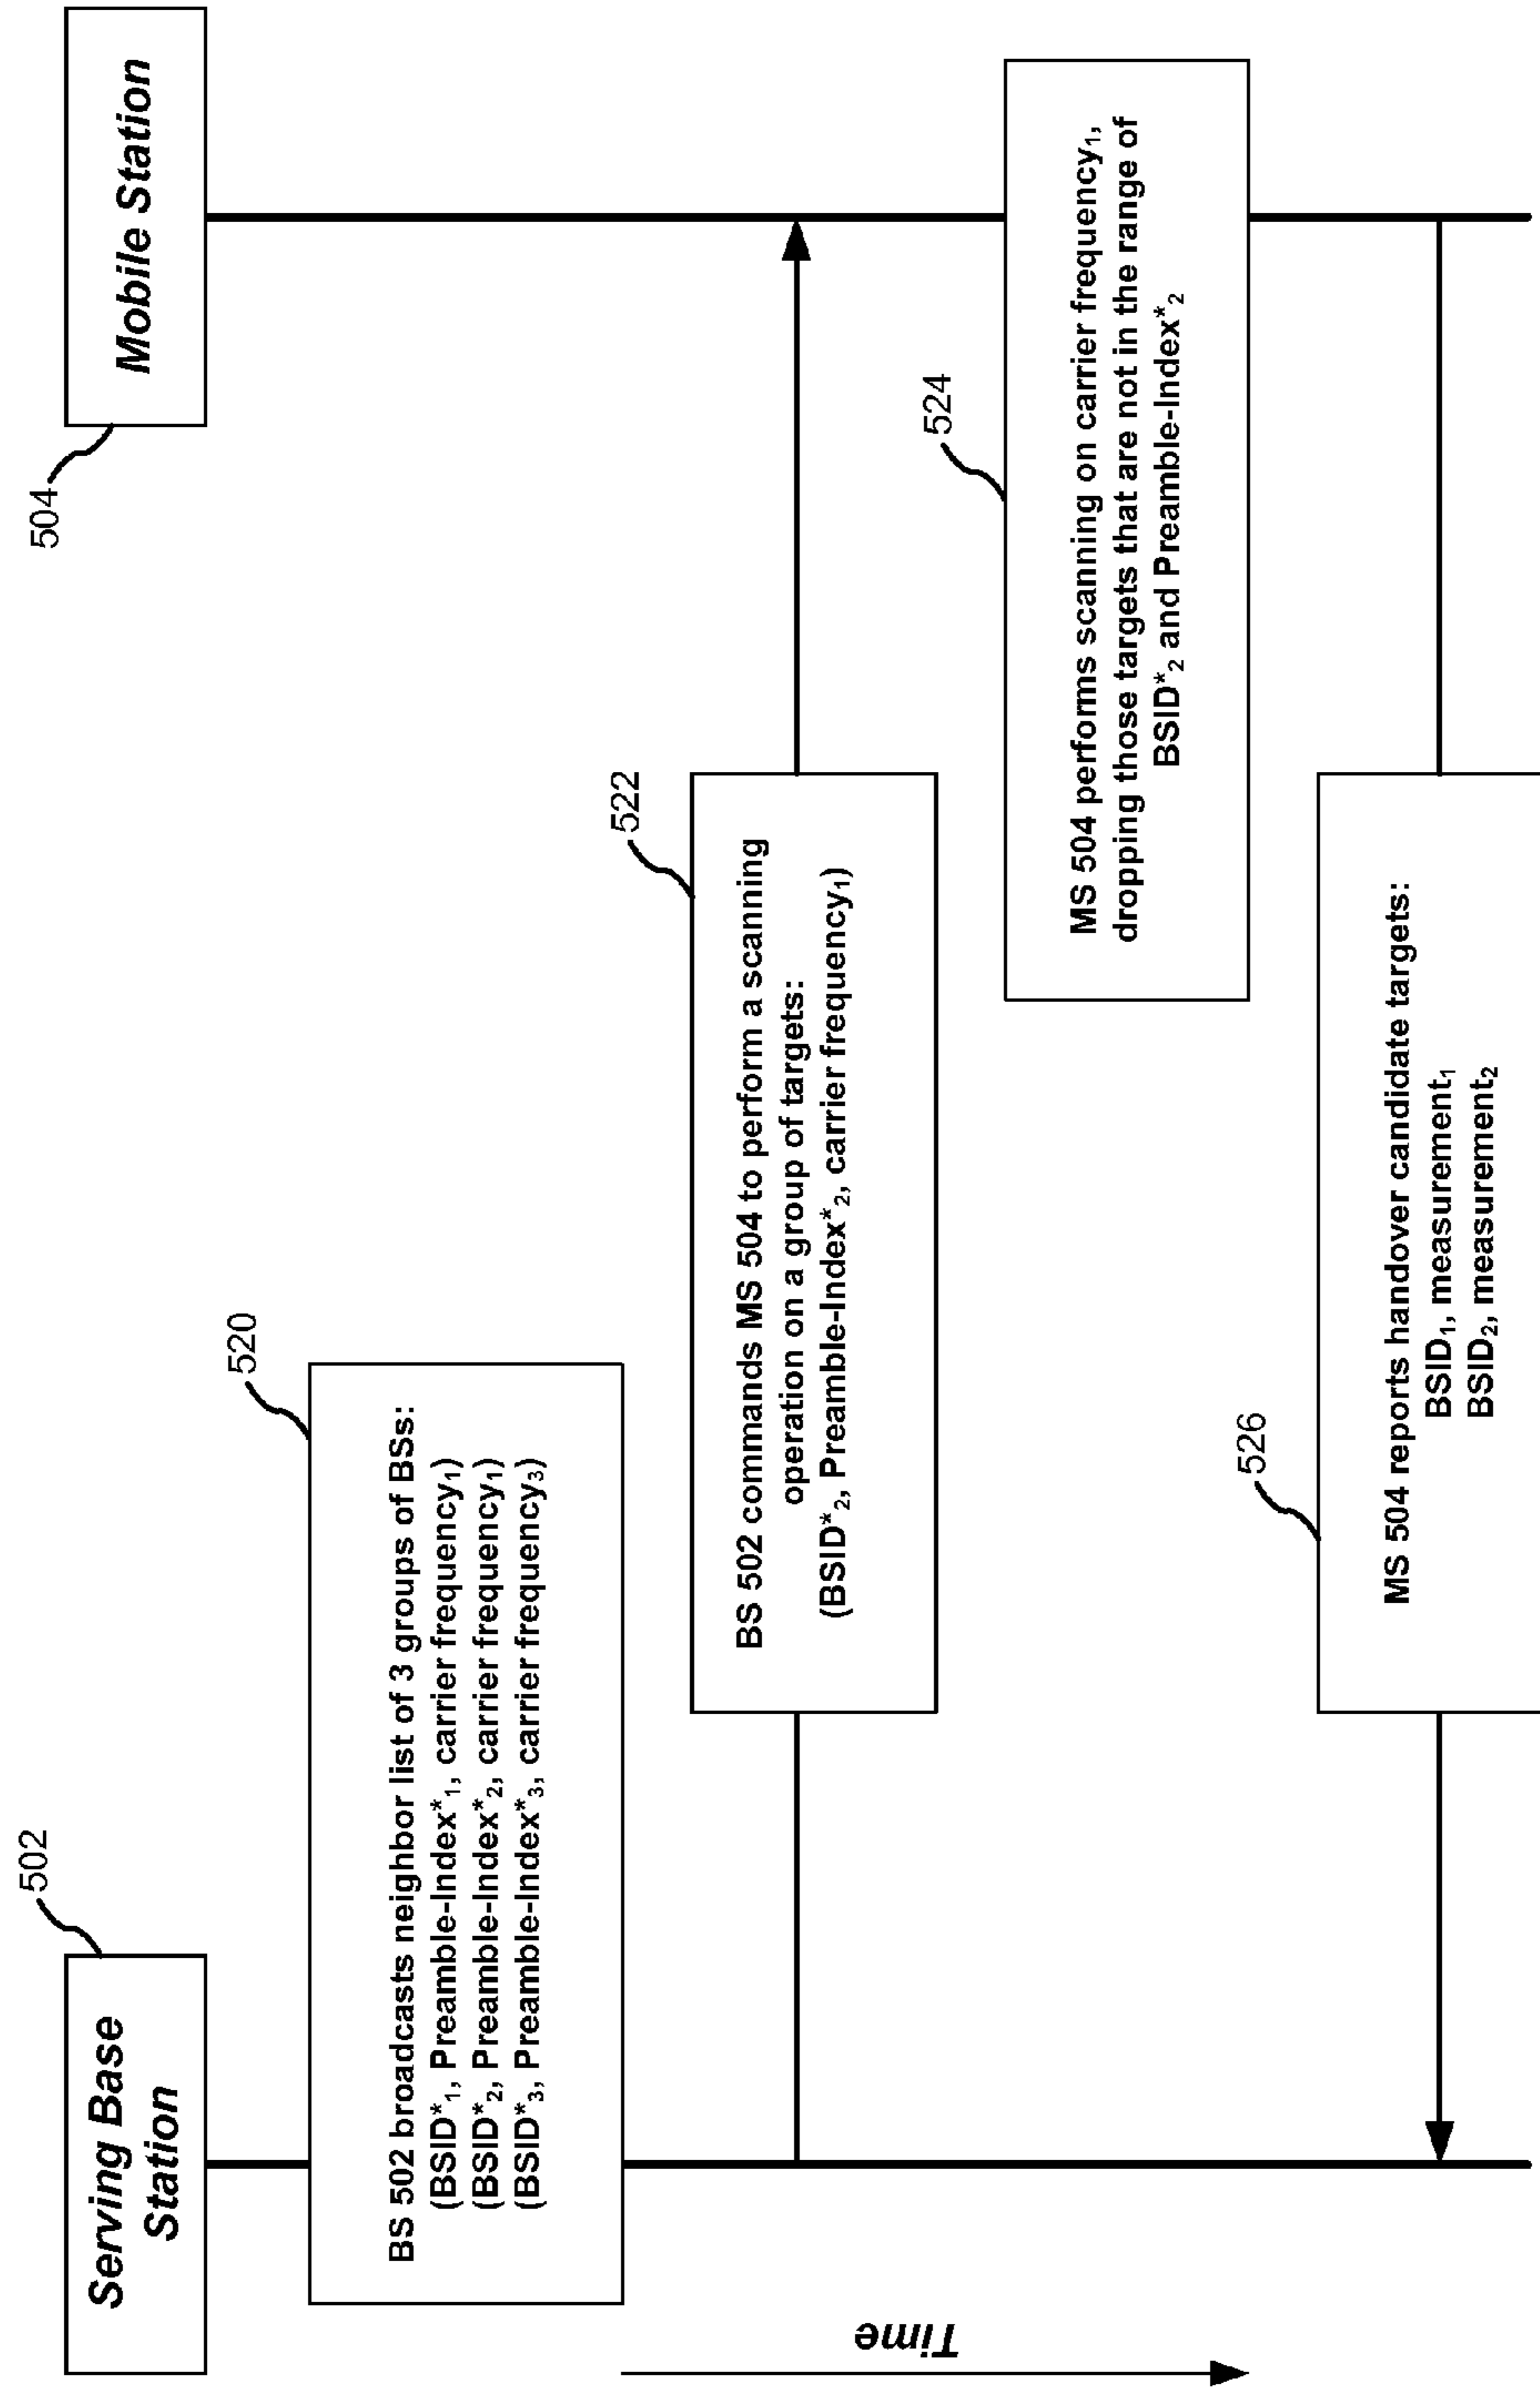 502
Serving Base
Station
504
Mobile Station
520
BS 502 broadcasts neighbor list of 3 groups of BSs:
(BSID*₁, Preamble-Index*₁, carrier frequency₁)
(BSID*₂, Preamble-Index*₂, carrier frequency₁)
(BSID*₃, Preamble-Index*₃, carrier frequency₃)
522
BS 502 commands MS 504 to perform a scanning
operation on a group of targets:
(BSID*₂, Preamble-Index*₂, carrier frequency₁)
524
MS 504 performs scanning on carrier frequency₁,
dropping those targets that are not in the range of
BSID*₂ and Preamble-Index*₂
526
MS 504 reports handover candidate targets:
BSID₁, measurement₁
BSID₂, measurement₂
Time